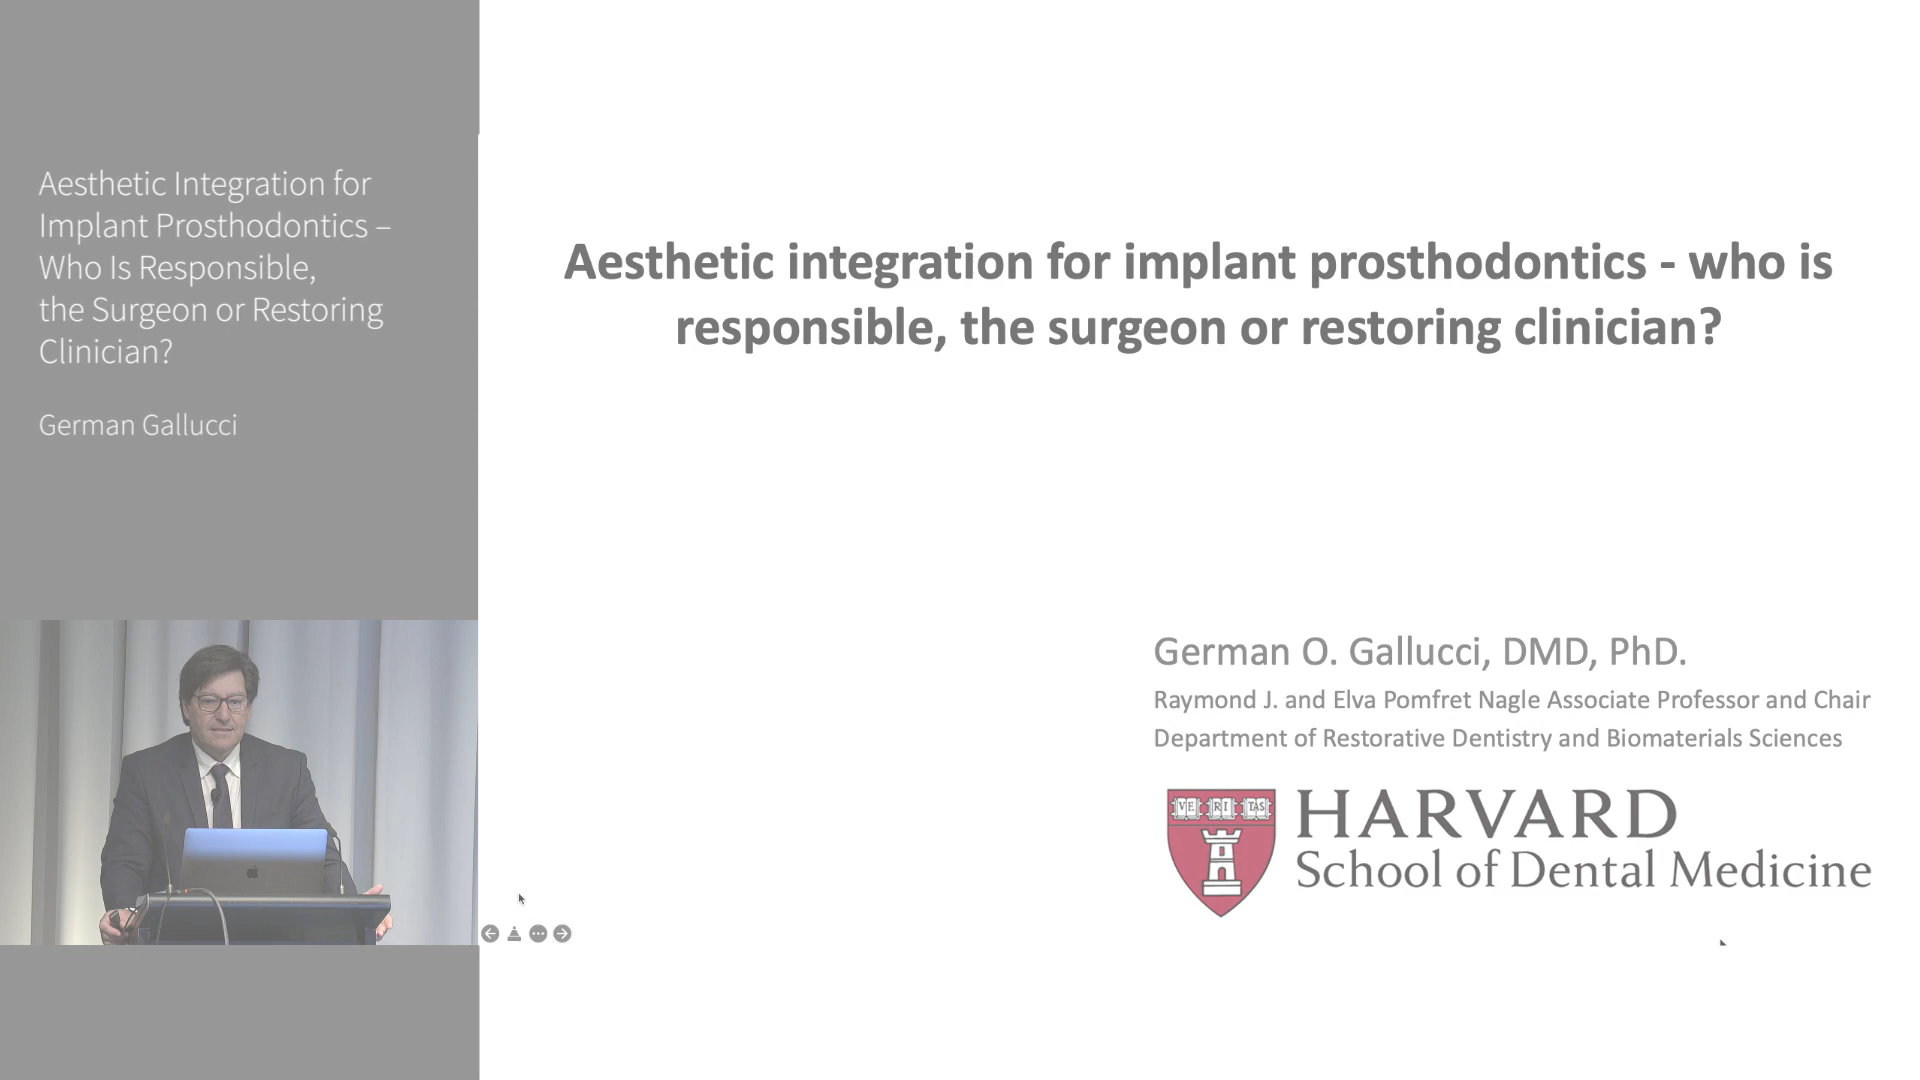 Aesthetic Integration for
Implant Prosthodontics –
Who Is Responsible,
the Surgeon or Restoring
Clinician?
German Gallucci
Aesthetic integration for implant prosthodontics - who is
responsible, the surgeon or restoring clinician?
German O. Gallucci, DMD, PhD.
Raymond J. and Elva Pomfret Nagle Associate Professor and Chair
Department of Restorative Dentistry and Biomaterials Sciences
VE RI TAS
HARVARD
School of Dental Medicine